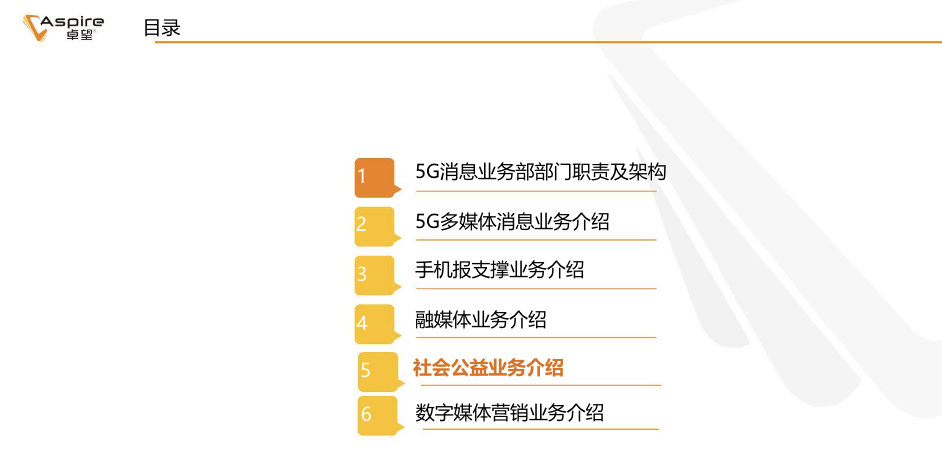 Aspire
卓望
目录
1 5G消息业务部部门职责及架构
2 5G多媒体消息业务介绍
3 手机报支撑业务介绍
4 融媒体业务介绍
5 社会公益业务介绍
6 数字媒体营销业务介绍